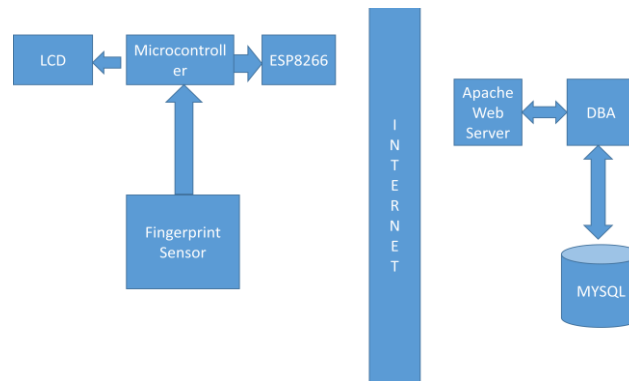 LCD
Microcontroll
er
ESP8266
Fingerprint
Sensor
I
N
T
E
R
N
E
T
Apache
Web
Server
DBA
MYSQL